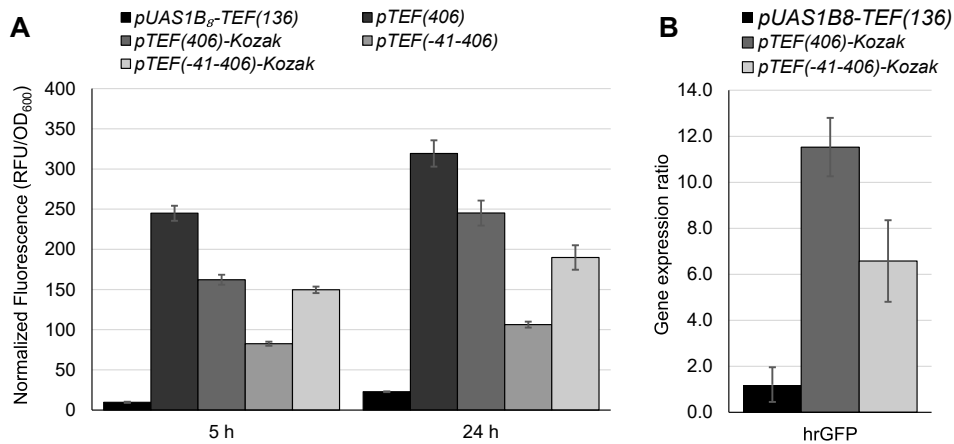 A
pUAS1B₈-TEF(136)
pTEF(406)
pTEF(406)-Kozak
pTEF(-41-406)
pTEF(-41-406)-Kozak
Normalized Fluorescence (RFU/OD₆₀₀)
400
350
300
250
200
150
100
50
0
5 h
24 h
B
pUAS1B8-TEF(136)
pTEF(406)-Kozak
pTEF(-41-406)-Kozak
Gene expression ratio
14.0
12.0
10.0
8.0
6.0
4.0
2.0
0.0
hrGFP